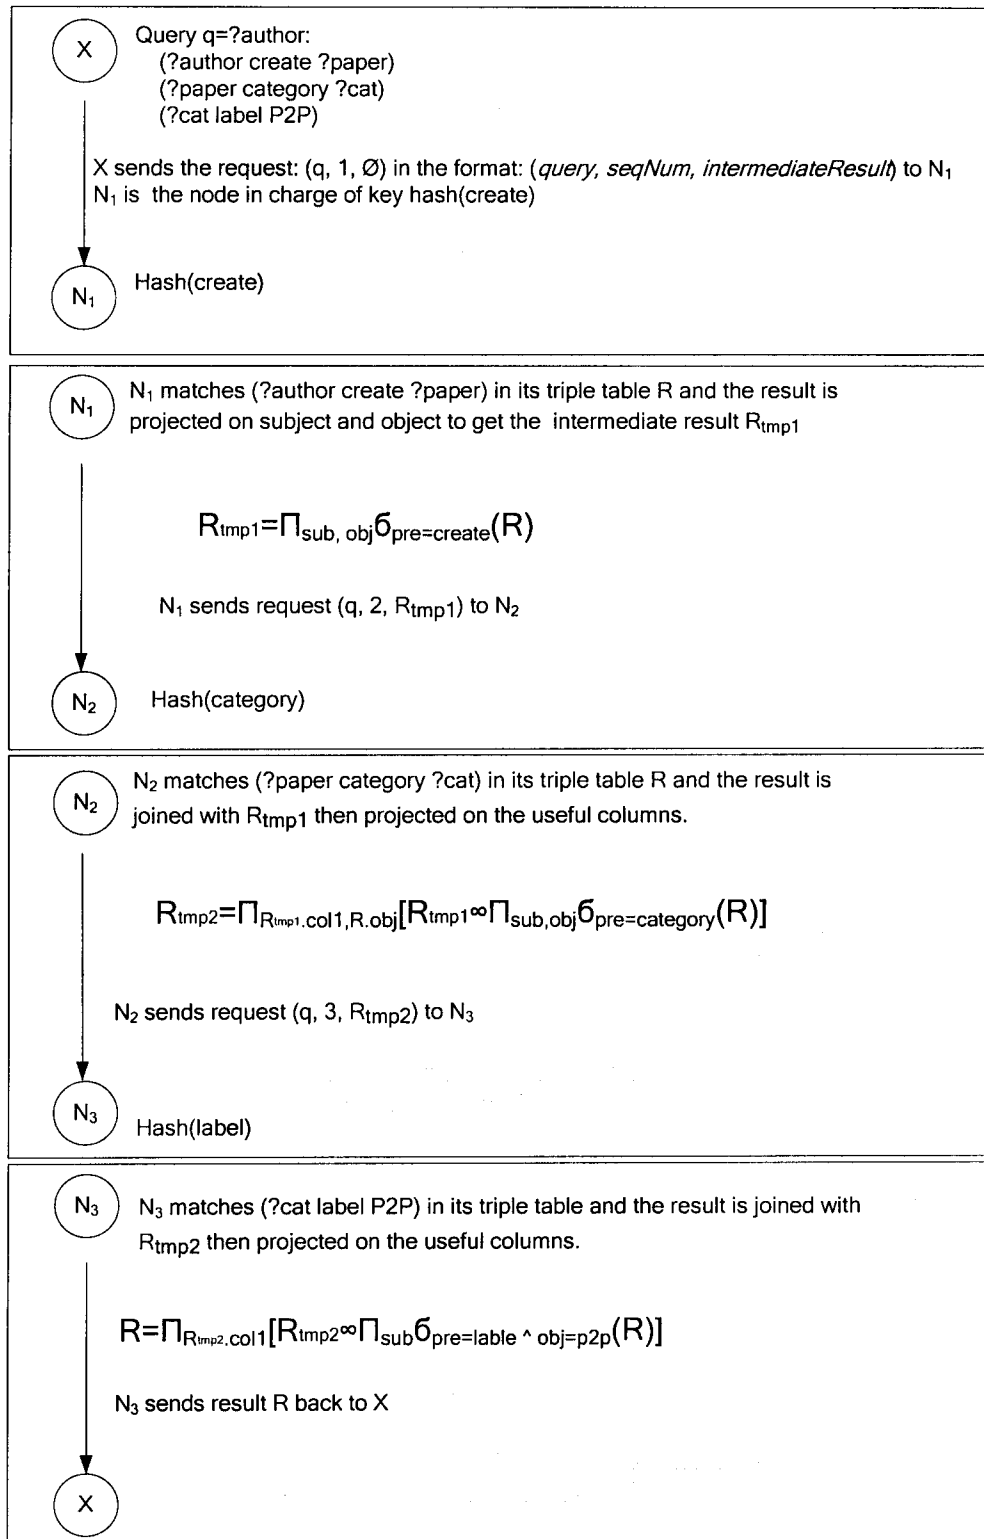 X
Query q=?author:
(?author create ?paper)
(?paper category ?cat)
(?cat label P2P)
X sends the request: (q, 1, Ø) in the format: (query, seqNum, intermediateResult) to N₁
N₁ is the node in charge of key hash(create)
N₁
Hash(create)
N₁
N₁ matches (?author create ?paper) in its triple table R and the result is
projected on subject and object to get the intermediate result Rtmp1
Rtmp1=Πsub, objσpre=create(R)
N₁ sends request (q, 2, Rtmp1) to N₂
N₂
Hash(category)
N₂
N₂ matches (?paper category ?cat) in its triple table R and the result is
joined with Rtmp1 then projected on the useful columns.
Rtmp2=ΠRtmp1.col1,R.obj[Rtmp1∞Πsub,objσpre=category(R)]
N₂ sends request (q, 3, Rtmp2) to N₃
N₃
Hash(label)
N₃
N₃ matches (?cat label P2P) in its triple table and the result is joined with
Rtmp2 then projected on the useful columns.
R=ΠRtmp2.col1[Rtmp2∞Πsubσpre=lable ^ obj=p2p(R)]
N₃ sends result R back to X
X